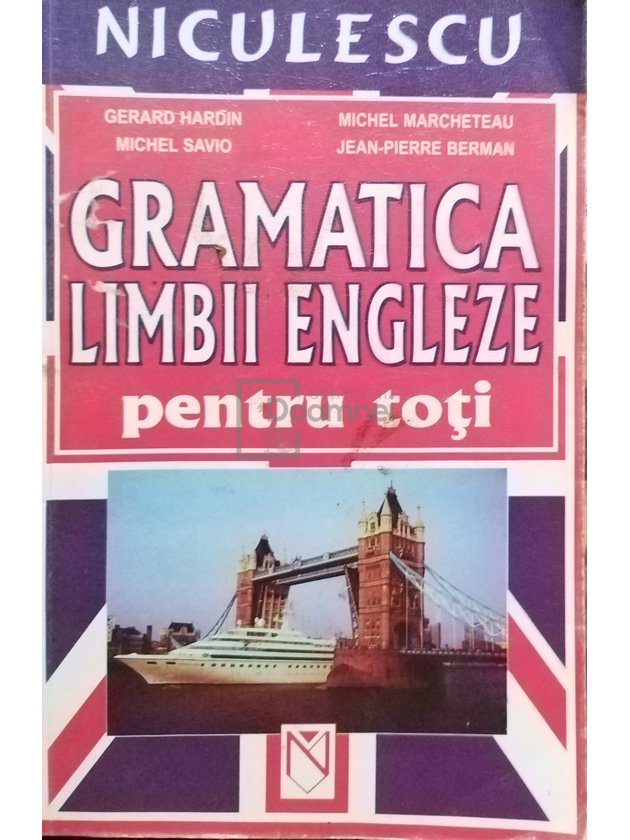 NICULESCU
GERARD HARDIN MICHEL MARCHETEAU
MICHEL SAVIO JEAN-PIERRE BERMAN
GRAMATICA
LIMBII ENGLEZE
pentru toţi